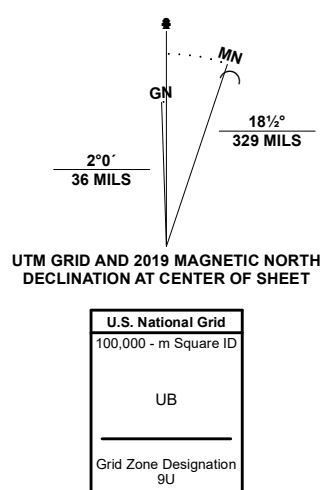 MN
GN
18½°
329 MILS
2°0´
36 MILS
UTM GRID AND 2019 MAGNETIC NORTH
DECLINATION AT CENTER OF SHEET
U.S. National Grid
100,000 - m Square ID
UB
Grid Zone Designation
9U